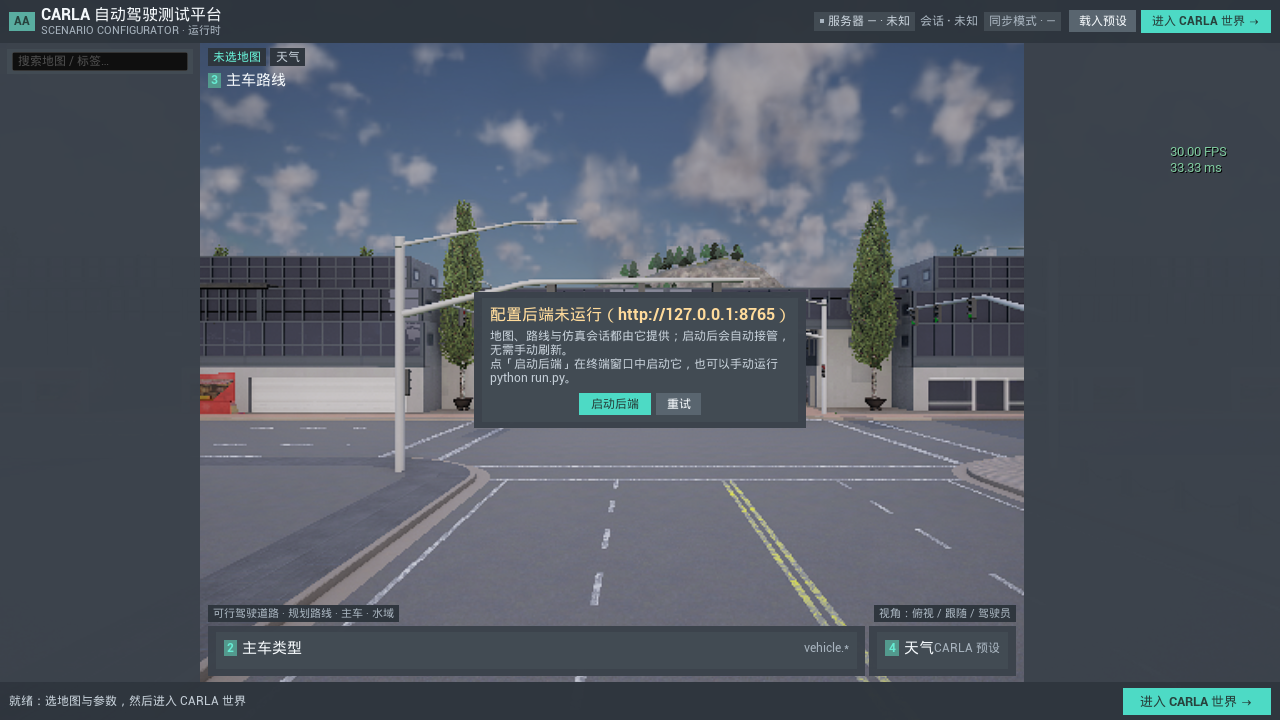 AA
CARLA 自动驾驶测试平台
SCENARIO CONFIGURATOR · 运行时
服务器 — · 未知
会话 · 未知
同步模式 · —
载入预设
进入 CARLA 世界 →
搜索地图 / 标签...
未选地图
天气
3 主车路线
30.00 FPS
33.33 ms
配置后端未运行（http://127.0.0.1:8765）
地图、路线与仿真会话都由它提供；启动后会自动接管，
无需手动刷新。
点「启动后端」在终端窗口中启动它，也可以手动运行
python run.py。
启动后端
重试
可行驾驶道路 · 规划路线 · 主车 · 水域
视角：俯视 / 跟随 / 驾驶员
2 主车类型
vehicle.*
4 天气 CARLA 预设
就绪：选地图与参数，然后进入 CARLA 世界
进入 CARLA 世界 →